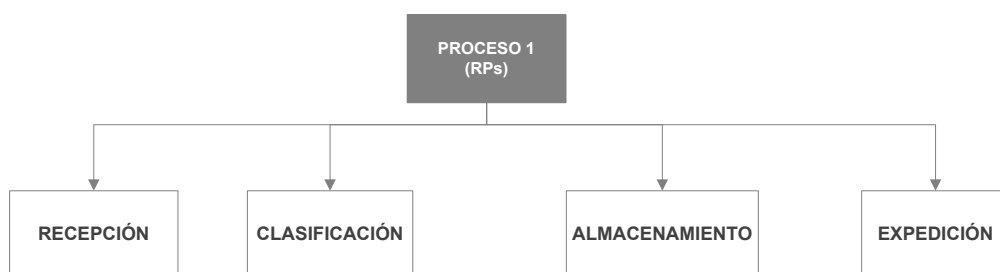 PROCESO 1
(RPs)
RECEPCIÓN
CLASIFICACIÓN
ALMACENAMIENTO
EXPEDICIÓN